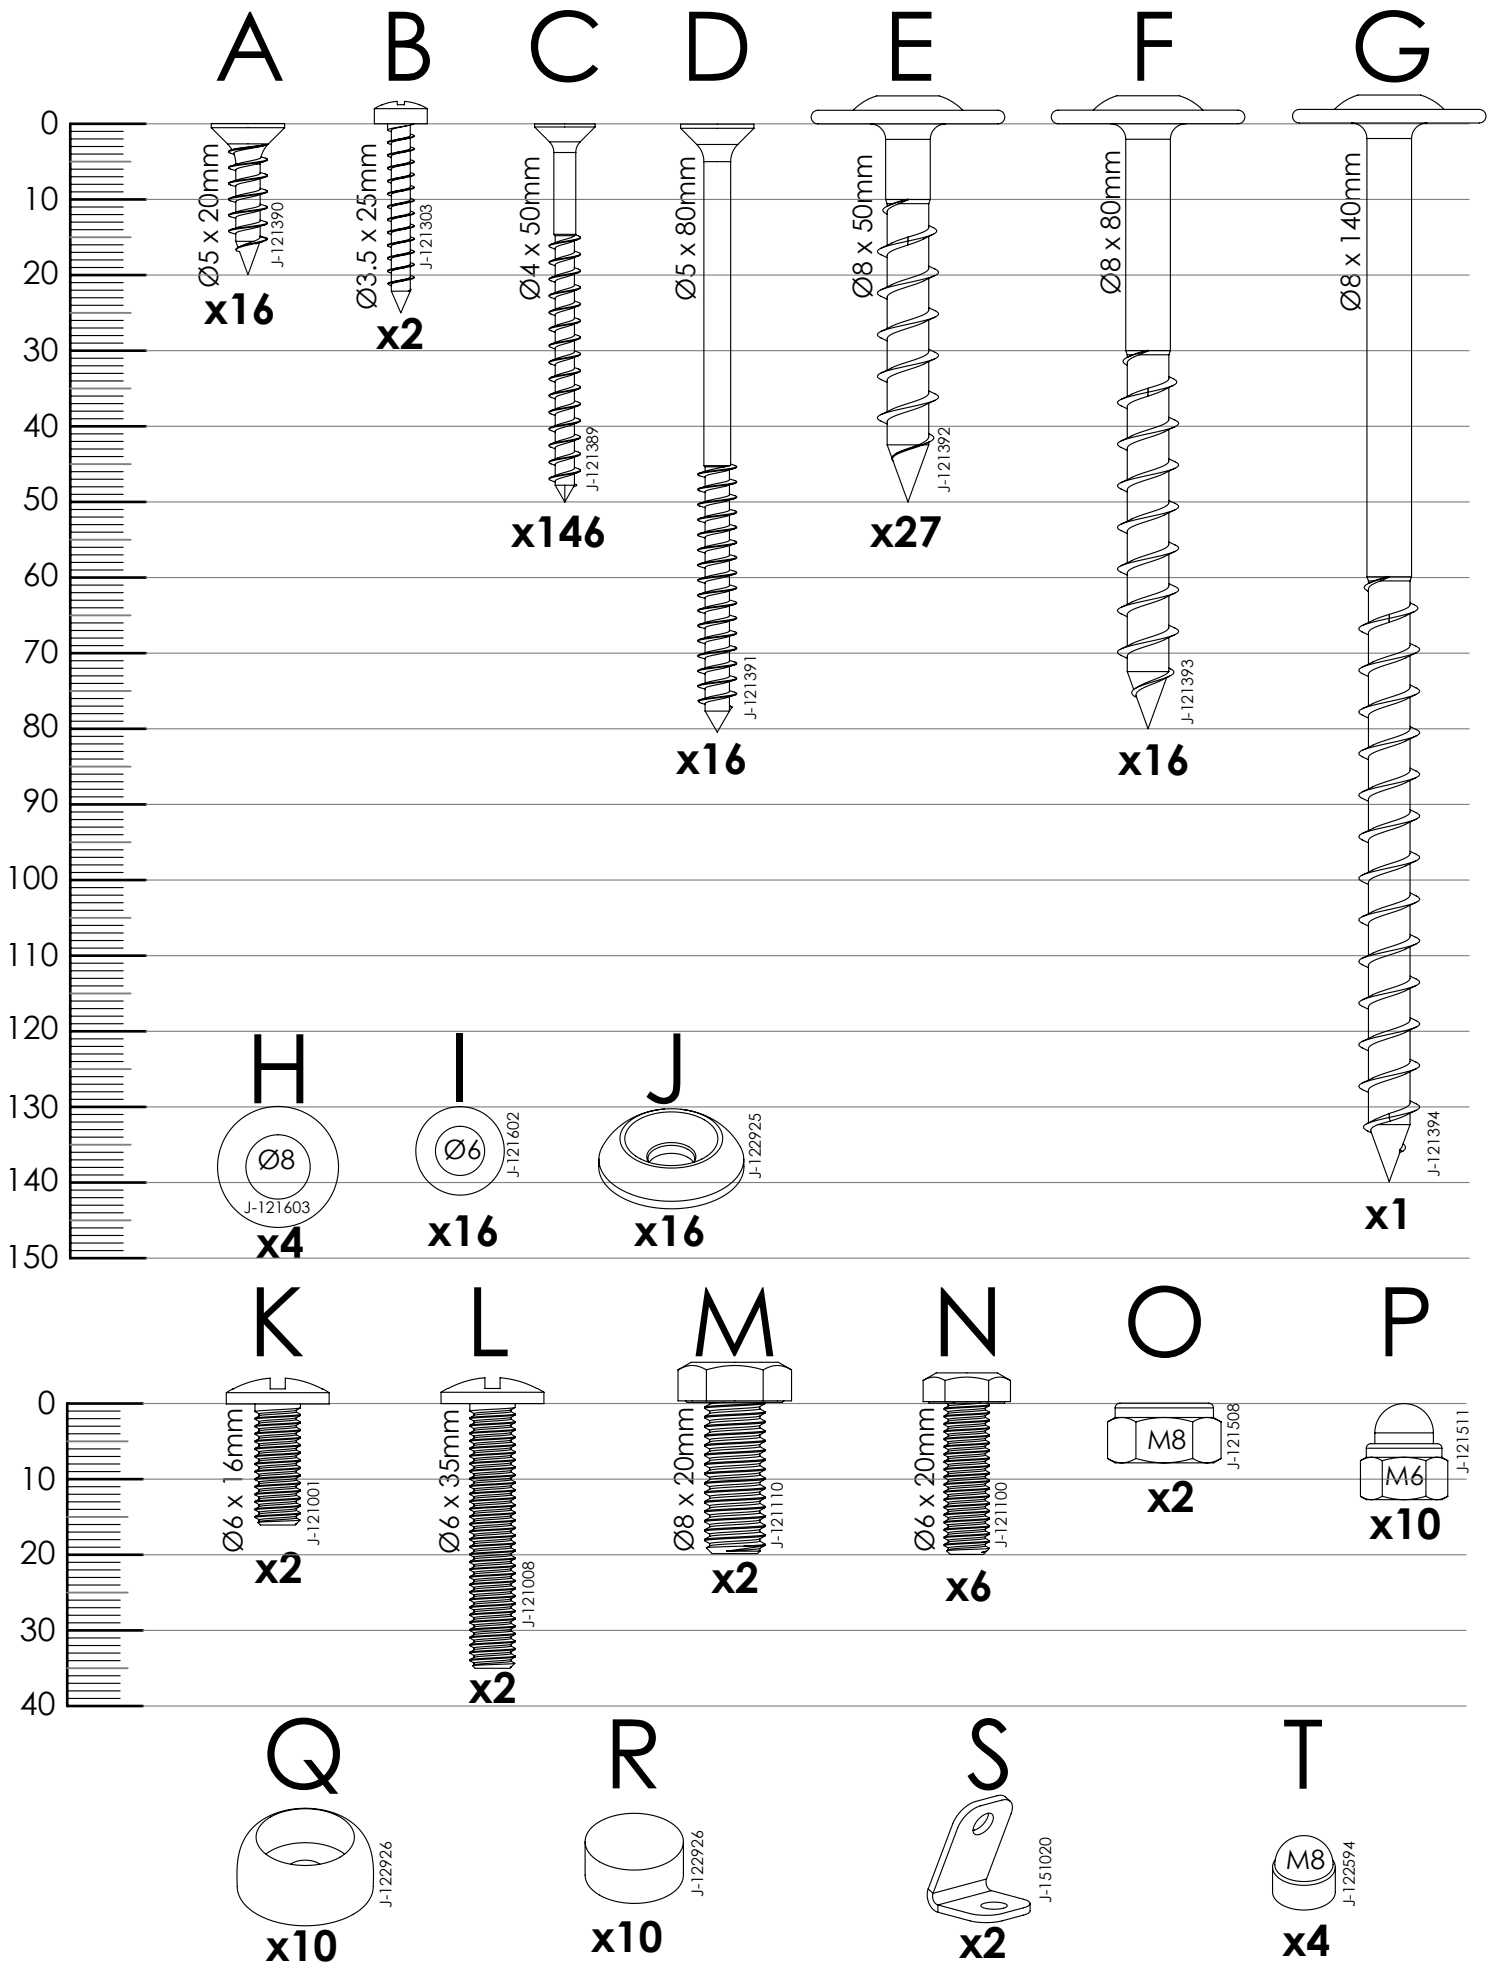 A B C D E F G
0
10
20
30
40
50
60
70
80
90
100
110
120
130
140
150
Ø5 x 20mm
J-121390
x16
Ø3.5 x 25mm
J-121303
x2
Ø4 x 50mm
J-121389
x146
Ø5 x 80mm
J-121391
x16
Ø8 x 50mm
J-121392
x27
Ø8 x 80mm
J-121393
x16
Ø8 x 140mm
J-121394
x1
H I J
Ø8
J-121603
x4
Ø6
J-121602
x16
J-122925
x16
K L M N O P
0
10
20
30
40
Ø6 x 16mm
J-121001
x2
Ø6 x 35mm
J-121008
x2
Ø8 x 20mm
J-121110
x2
Ø6 x 20mm
J-121100
x6
M8
J-121508
x2
M6
J-121511
x10
Q R S T
J-122926
x10
J-122926
x10
J-151020
x2
M8
J-122594
x4